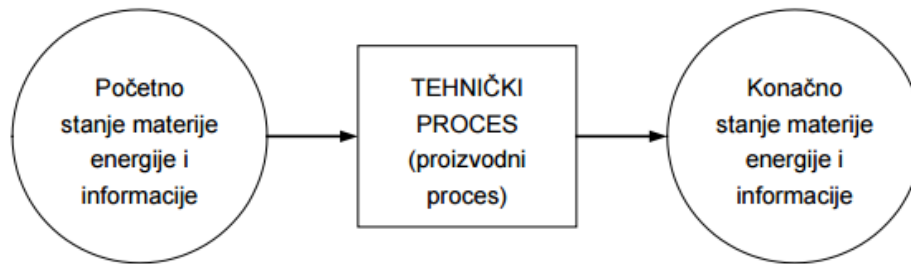 Početno
stanje materije
energije i
informacije
TEHNIČKI
PROCES
(proizvodni
proces)
Konačno
stanje materije
energije i
informacije